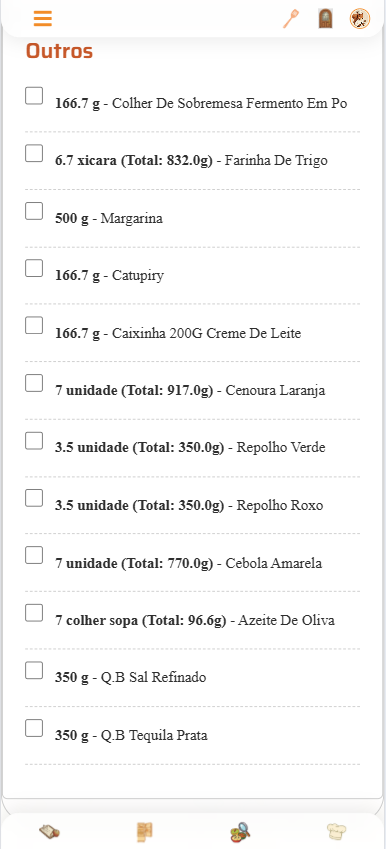 Outros
166.7 g - Colher De Sobremesa Fermento Em Po
6.7 xicara (Total: 832.0g) - Farinha De Trigo
500 g - Margarina
166.7 g - Catupiry
166.7 g - Caixinha 200G Creme De Leite
7 unidade (Total: 917.0g) - Cenoura Laranja
3.5 unidade (Total: 350.0g) - Repolho Verde
3.5 unidade (Total: 350.0g) - Repolho Roxo
7 unidade (Total: 770.0g) - Cebola Amarela
7 colher sopa (Total: 96.6g) - Azeite De Oliva
350 g - Q.B Sal Refinado
350 g - Q.B Tequila Prata